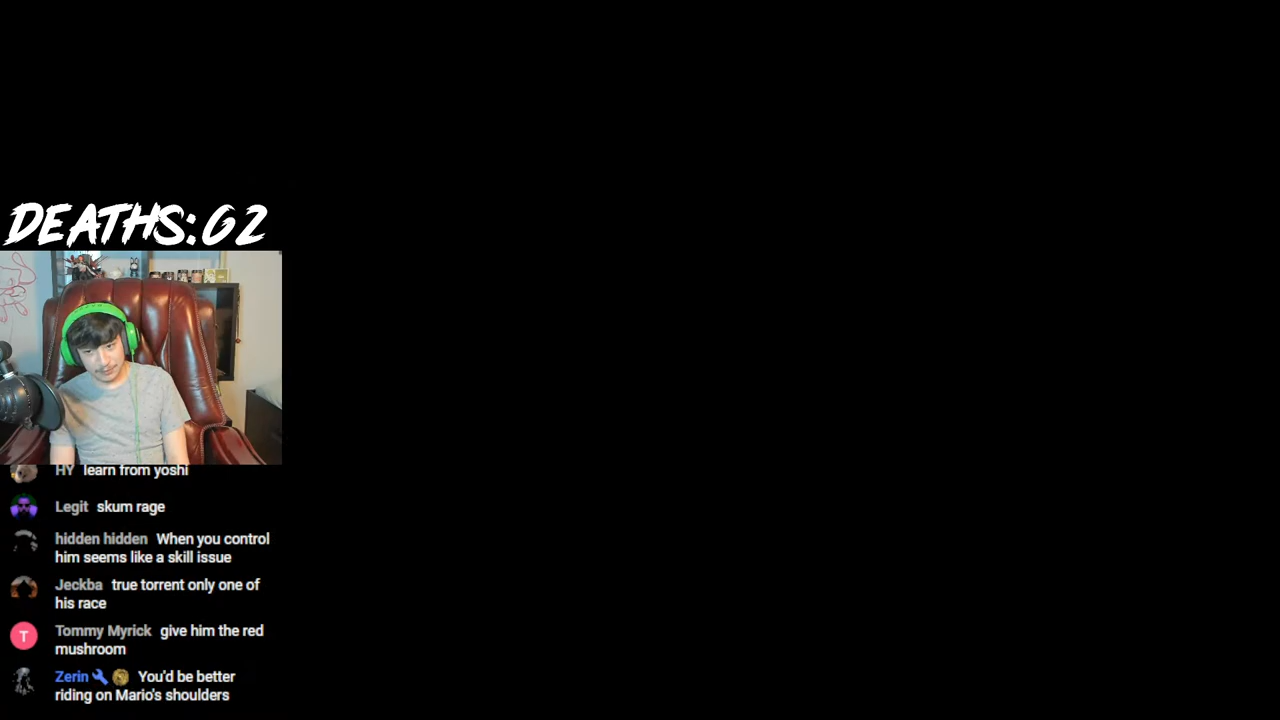 DEATHS:62
HY learn from yoshi
Legit skum rage
hidden hidden When you control
him seems like a skill issue
Jeckba true torrent only one of
his race
T
Tommy Myrick give him the red
mushroom
Zerin You'd be better
riding on Mario's shoulders